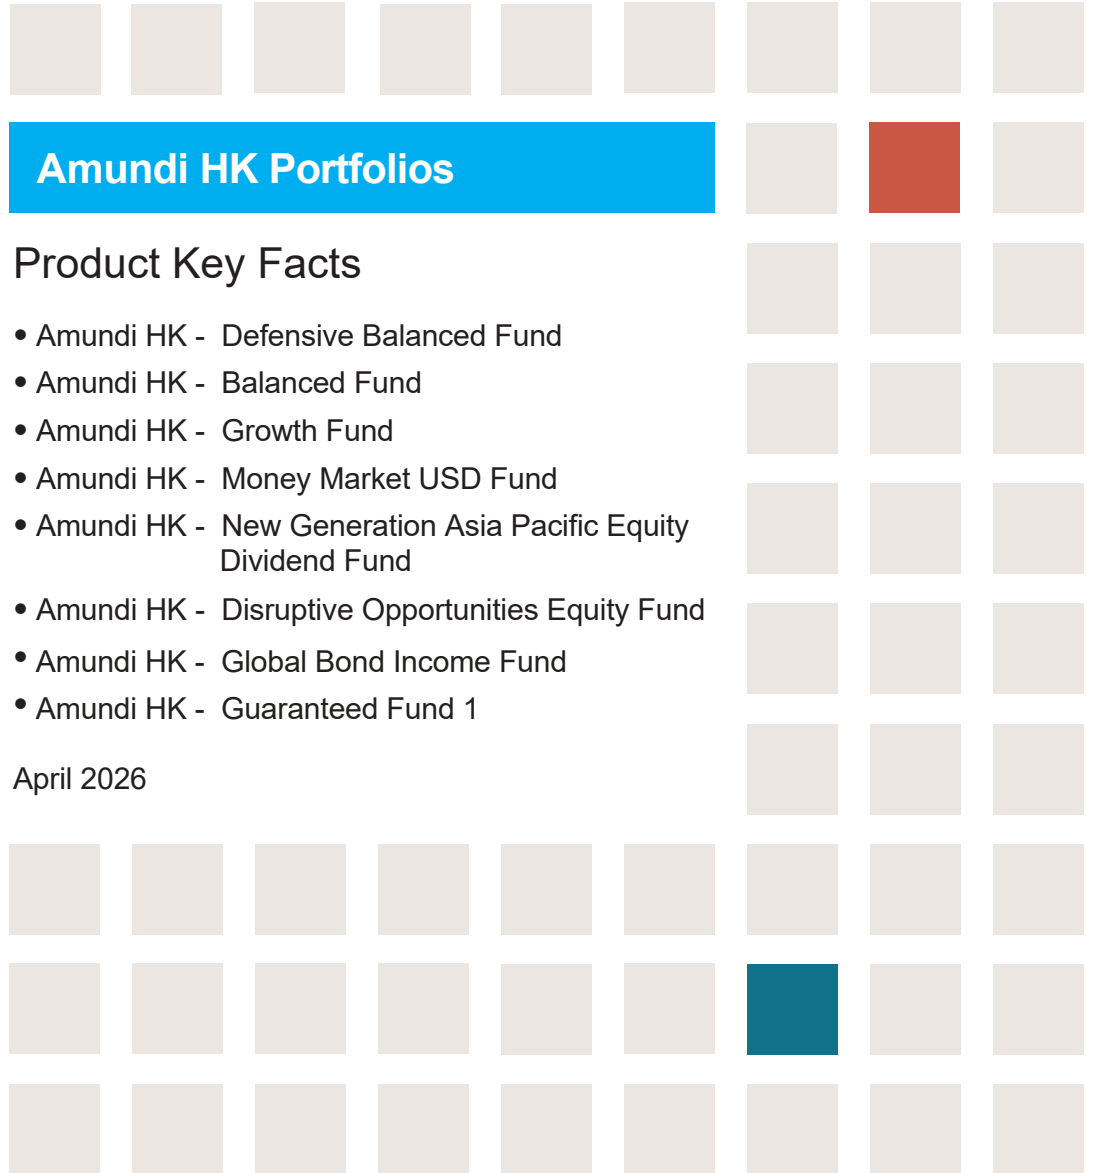 Amundi HK Portfolios
Product Key Facts
• Amundi HK - Defensive Balanced Fund
• Amundi HK - Balanced Fund
• Amundi HK - Growth Fund
• Amundi HK - Money Market USD Fund
• Amundi HK - New Generation Asia Pacific Equity
Dividend Fund
• Amundi HK - Disruptive Opportunities Equity Fund
• Amundi HK - Global Bond Income Fund
• Amundi HK - Guaranteed Fund 1
April 2026